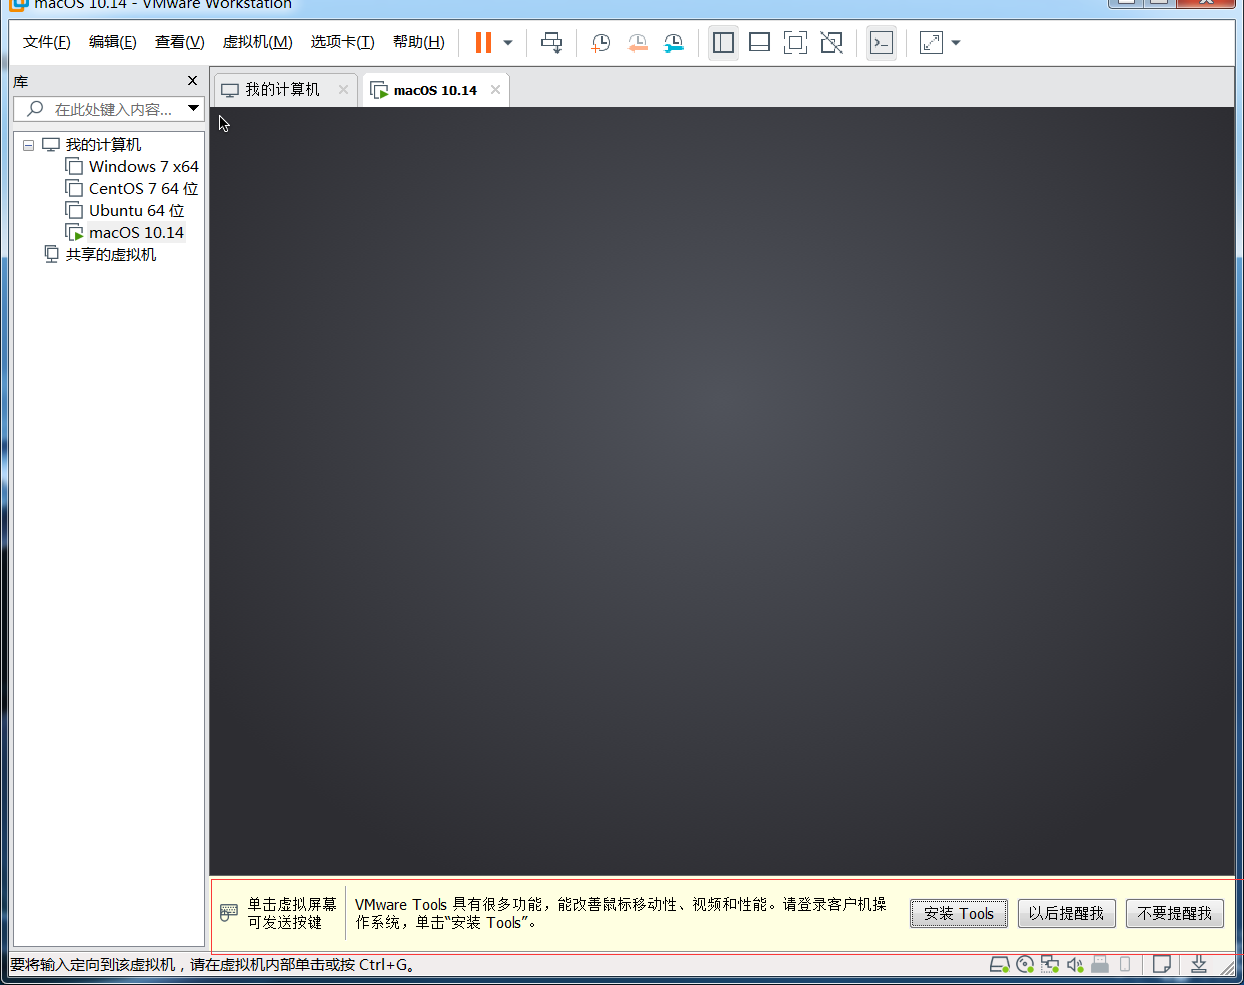 macOS 10.14 - VMware Workstation
文件(F) 编辑(E) 查看(V) 虚拟机(M) 选项卡(T) 帮助(H)
库
在此处键入内容...
我的计算机
Windows 7 x64
CentOS 7 64 位
Ubuntu 64 位
macOS 10.14
共享的虚拟机
我的计算机
macOS 10.14
单击虚拟屏幕
可发送按键
VMware Tools 具有很多功能，能改善鼠标移动性、视频和性能。请登录客户机操
作系统，单击“安装 Tools”。
安装 Tools
以后提醒我
不要提醒我
要将输入定向到该虚拟机，请在虚拟机内部单击或按 Ctrl+G。